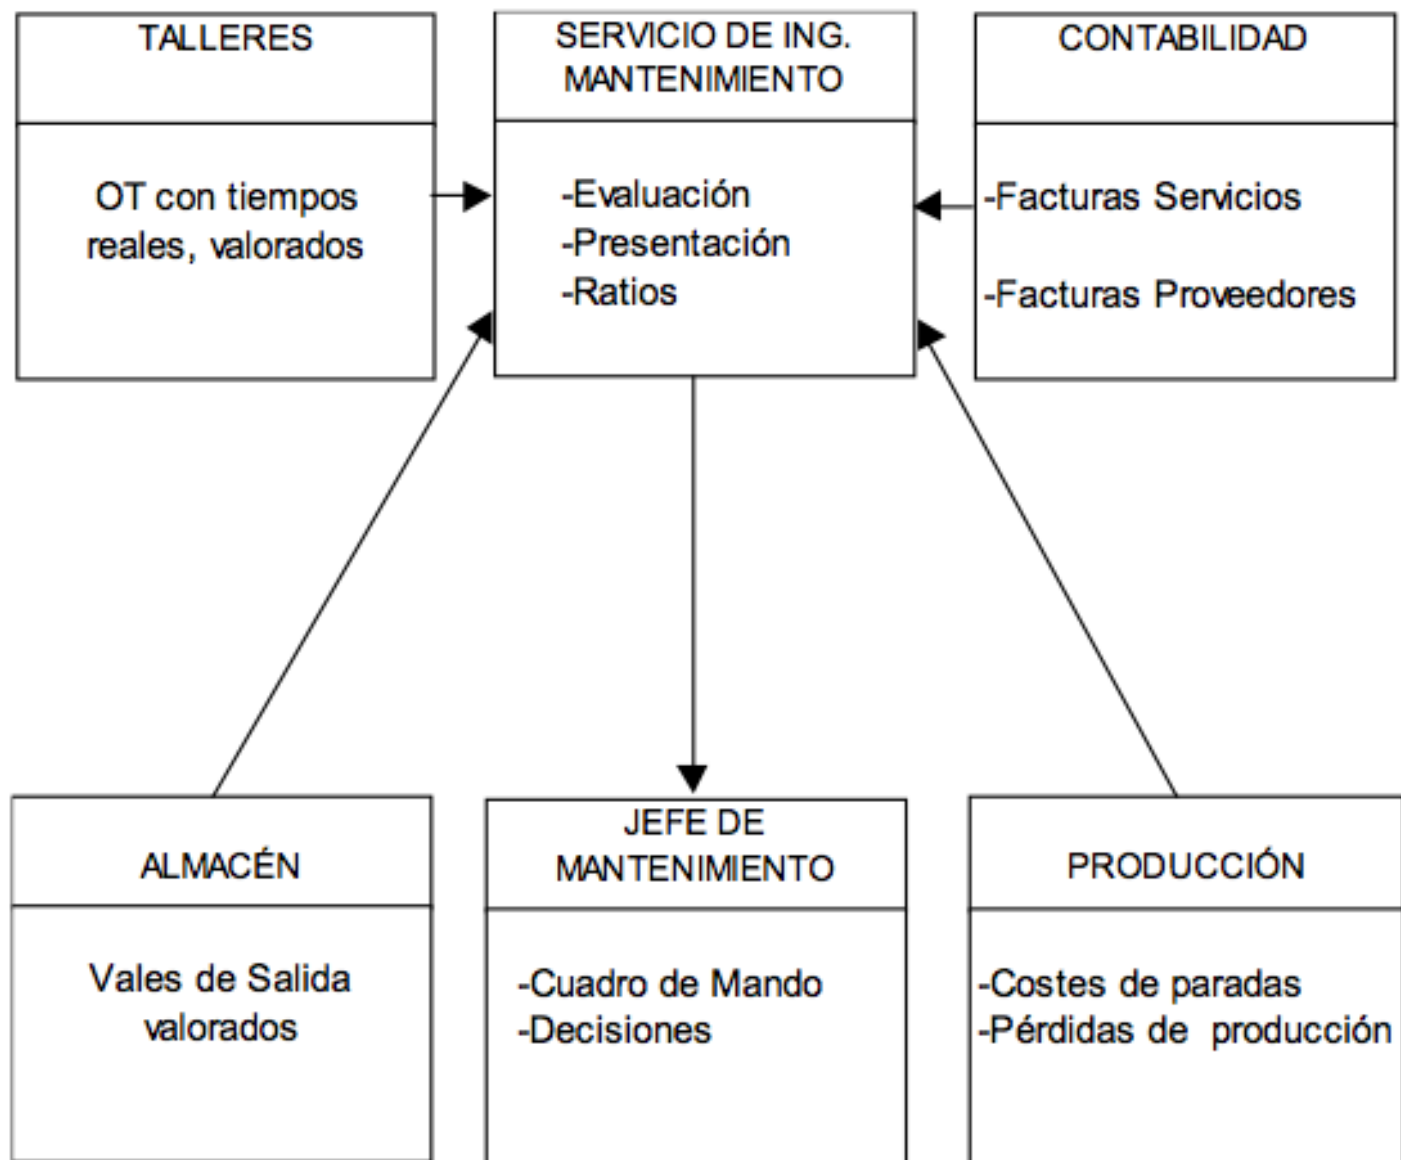 TALLERES
OT con tiempos
reales, valorados
SERVICIO DE ING.
MANTENIMIENTO
-Evaluación
-Presentación
-Ratios
CONTABILIDAD
-Facturas Servicios
-Facturas Proveedores
ALMACÉN
Vales de Salida
valorados
JEFE DE
MANTENIMIENTO
-Cuadro de Mando
-Decisiones
PRODUCCIÓN
-Costes de paradas
-Pérdidas de producción